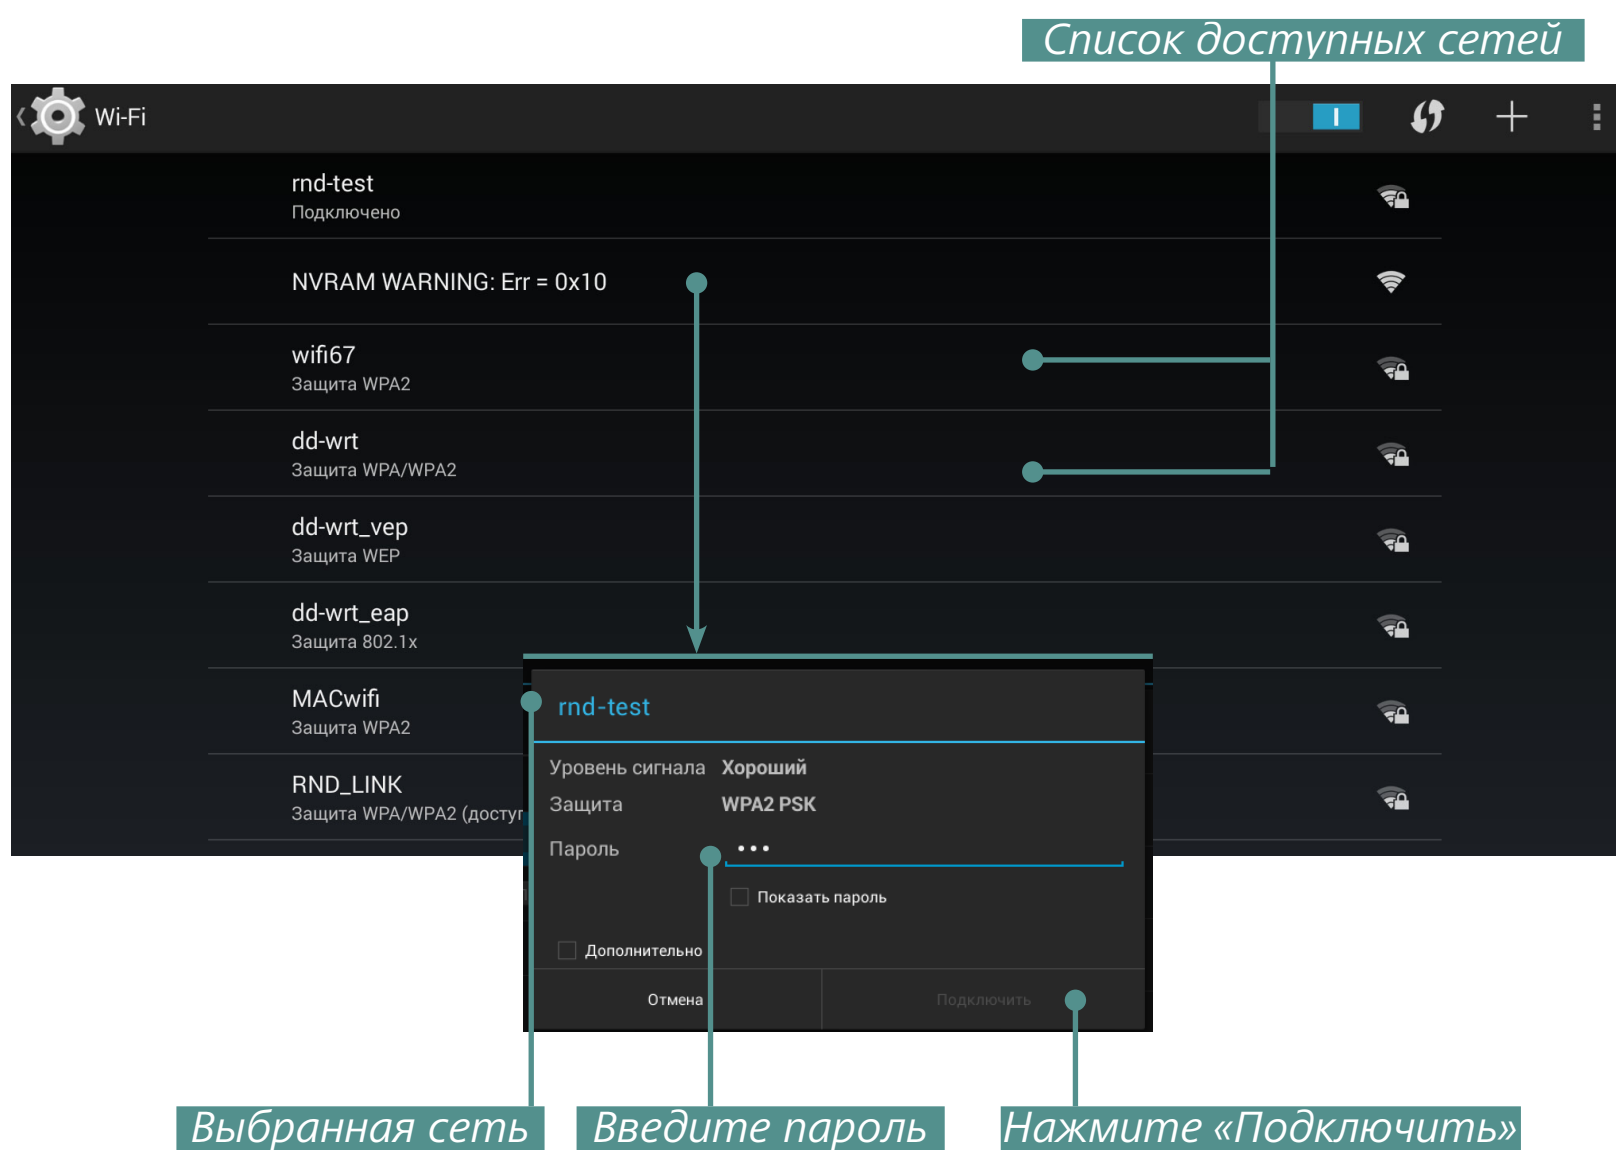 Список доступных сетей
Wi-Fi
rnd-test
Подключено
NVRAM WARNING: Err = 0x10
wifi67
Защита WPA2
dd-wrt
Защита WPA/WPA2
dd-wrt_vep
Защита WEP
dd-wrt_eap
Защита 802.1x
MACwifi
Защита WPA2
RND_LINK
Защита WPA/WPA2 (доступ
rnd-test
Уровень сигнала Хороший
Защита WPA2 PSK
Пароль •••
Показать пароль
Дополнительно
Отмена Подключить
Выбранная сеть Введите пароль Нажмите «Подключить»